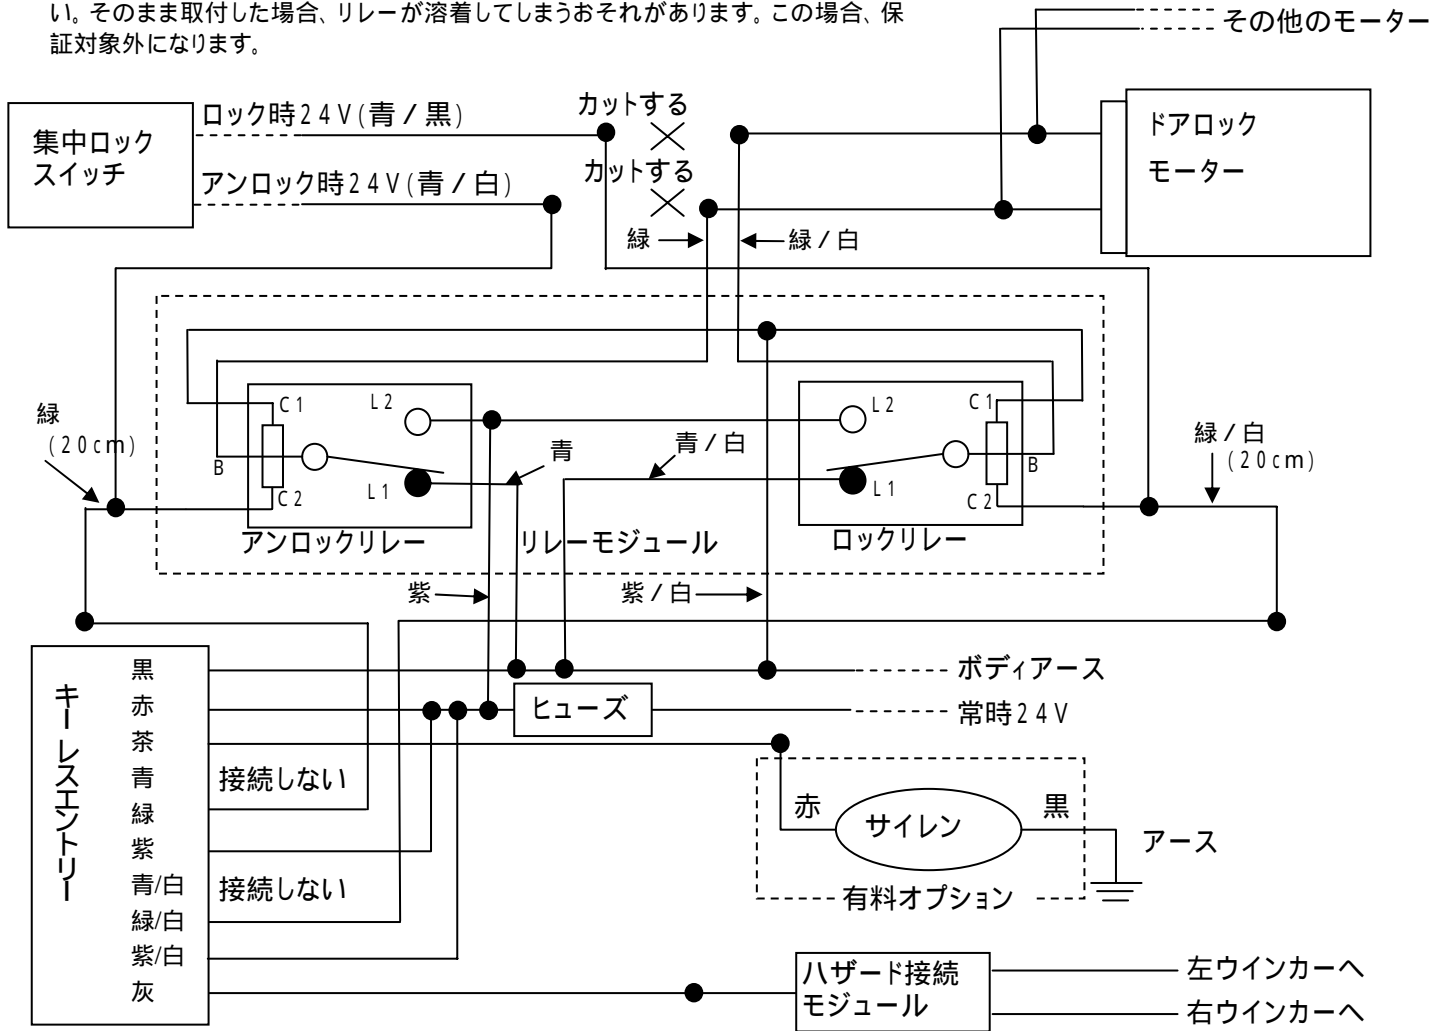 い。そのまま取付した場合、リレーが溶着してしまうおそれがあります。この場合、保
証対象外になります。
その他のモーター
集中ロック
スイッチ
ロック時24V(青/黒)
アンロック時24V(青/白)
カットする
カットする
ドアロック
モーター
緑
緑/白
緑
(20cm)
C1
L2
B
C2
L1
アンロックリレー
青
青/白
リレーモジュール
L2
C1
L1
B
C2
ロックリレー
緑/白
(20cm)
紫
紫/白
キーレスエントリー
黒
赤
茶
青
接続しない
緑
紫
青/白
接続しない
緑/白
紫/白
灰
ボディアース
ヒューズ
常時24V
赤
サイレン
黒
アース
有料オプション
ハザード接続
モジュール
左ウインカーへ
右ウインカーへ